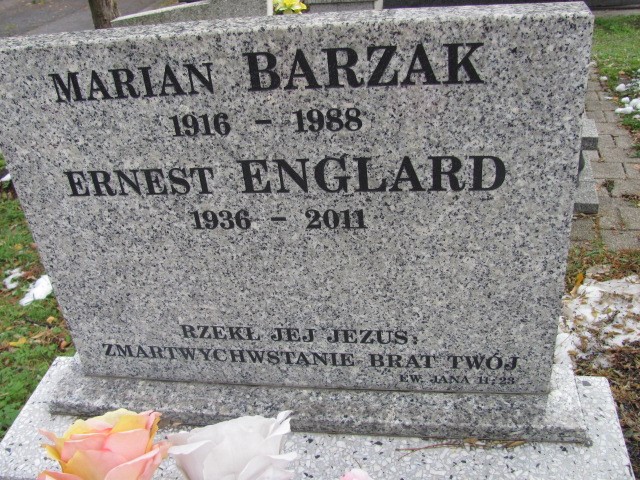 MARIAN BARZAK
1916 - 1988
ERNEST ENGLARD
1936 - 2011
RZEKŁ JEJ JEZUS:
ZMARTWYCHWSTANIE BRAT TWÓJ
EW. JANA 11:23